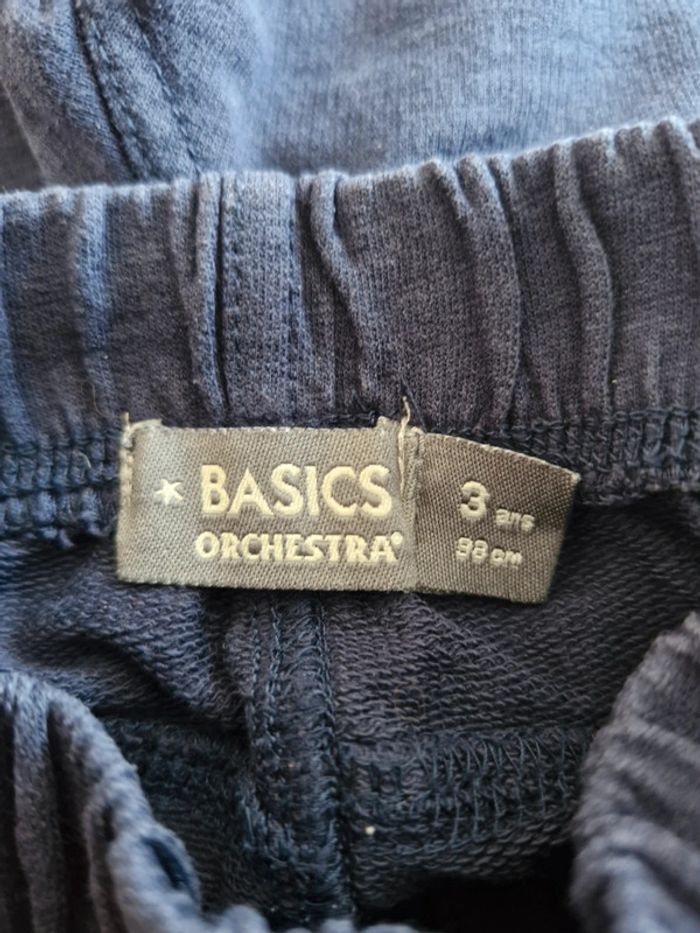 BASICS
ORCHESTRA®
3 ans
98 cm